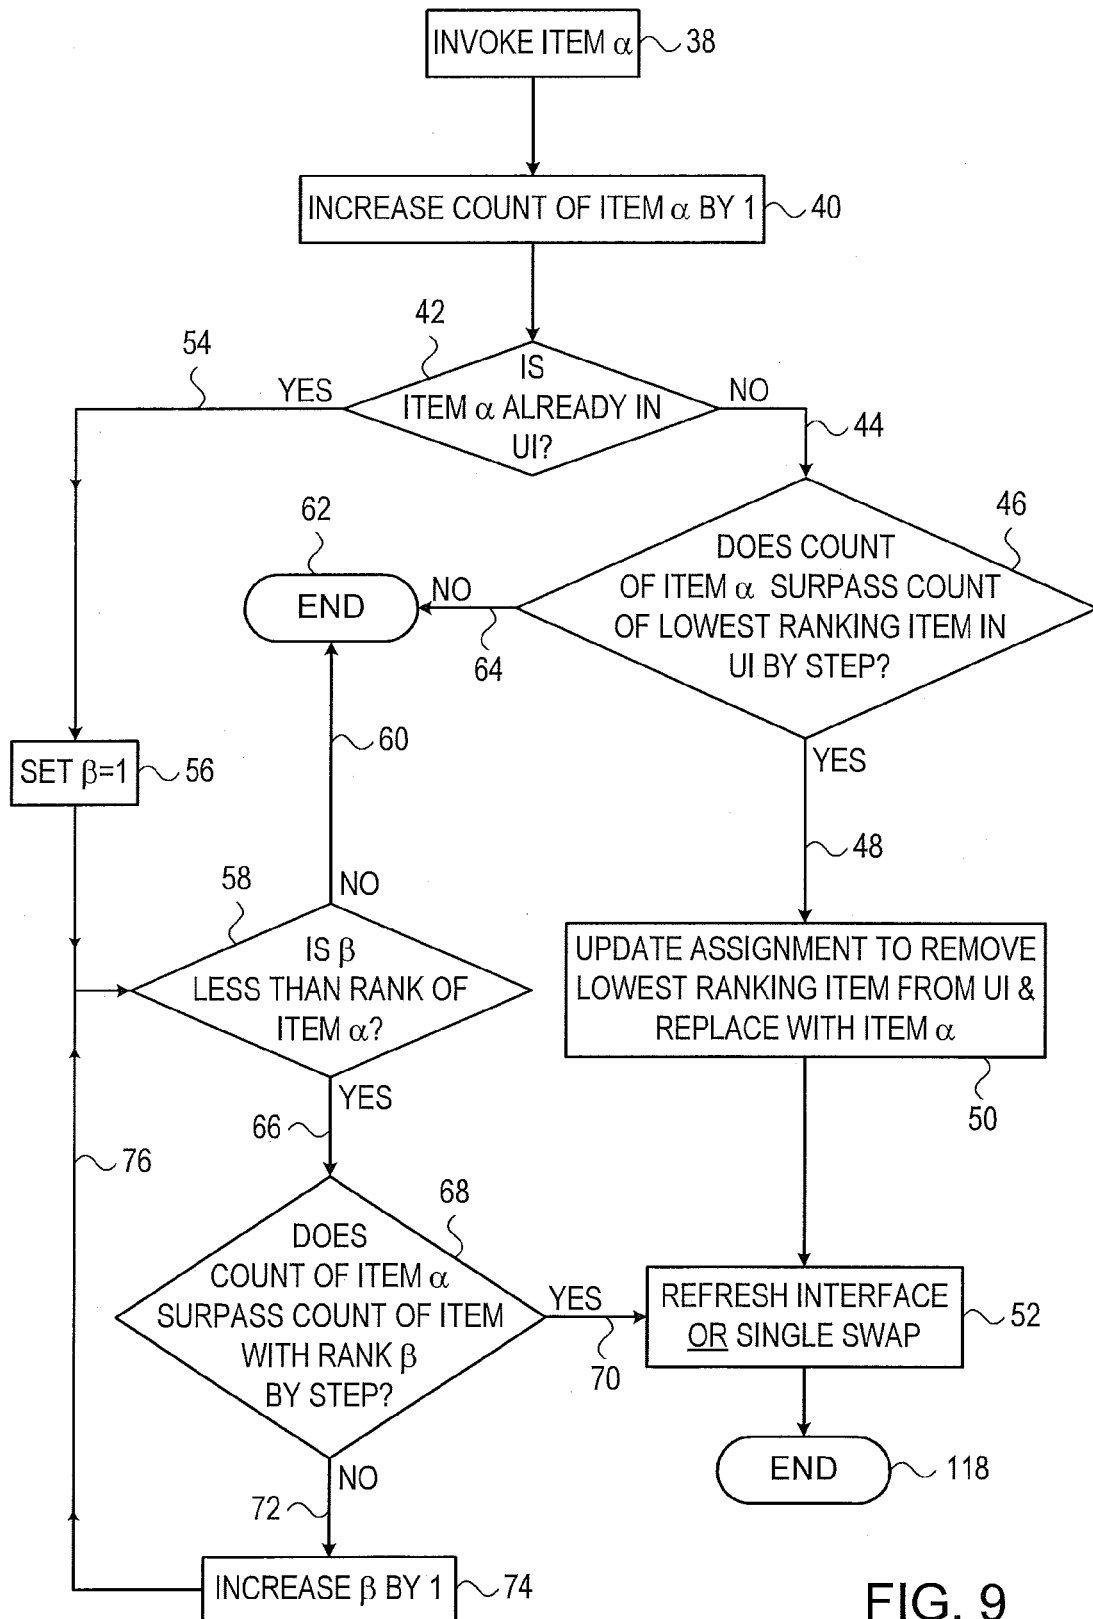 INVOKE ITEM α
38
INCREASE COUNT OF ITEM α BY 1
40
42
54
YES
IS
ITEM α ALREADY IN
UI?
NO
44
62
END
NO
64
46
DOES COUNT
OF ITEM α SURPASS COUNT
OF LOWEST RANKING ITEM IN
UI BY STEP?
60
YES
SET β=1
56
48
58
NO
IS β
LESS THAN RANK OF
ITEM α?
UPDATE ASSIGNMENT TO REMOVE
LOWEST RANKING ITEM FROM UI &
REPLACE WITH ITEM α
50
YES
66
76
68
DOES
COUNT OF ITEM α
SURPASS COUNT OF ITEM
WITH RANK β
BY STEP?
YES
70
REFRESH INTERFACE
OR SINGLE SWAP
52
NO
72
END
118
INCREASE β BY 1
74
FIG. 9